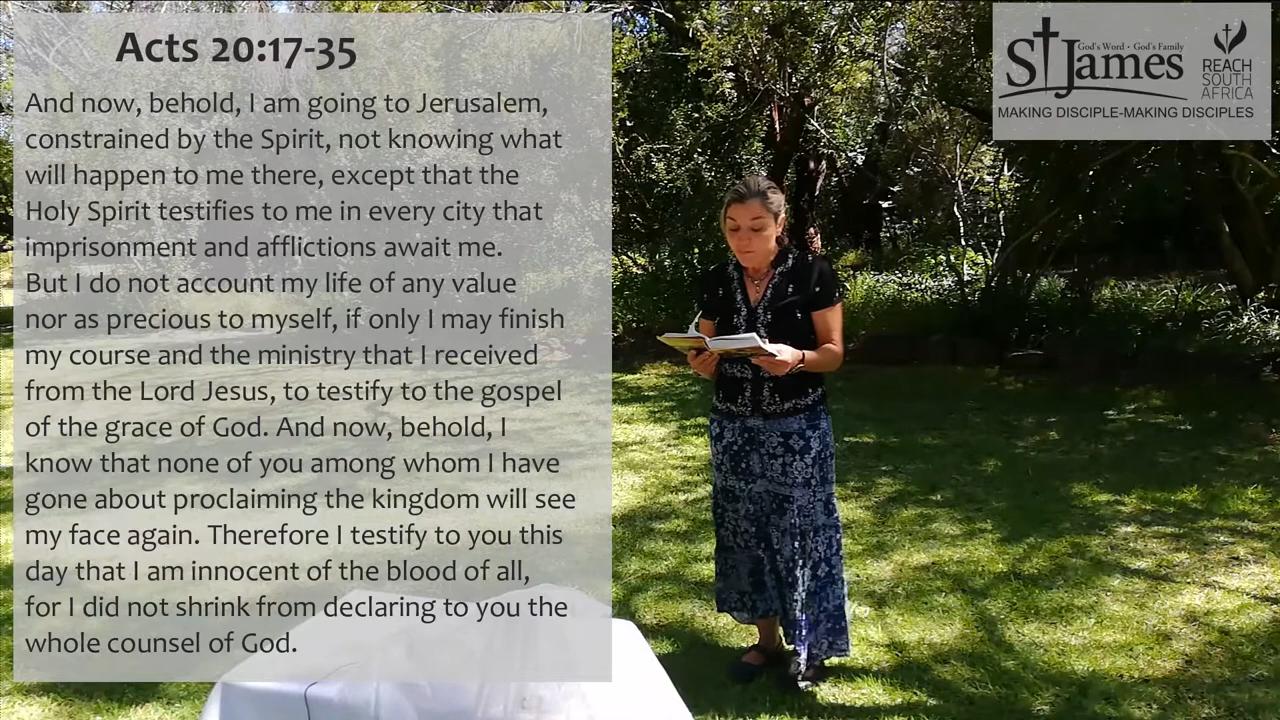 Acts 20:17-35
And now, behold, I am going to Jerusalem,
constrained by the Spirit, not knowing what
will happen to me there, except that the
Holy Spirit testifies to me in every city that
imprisonment and afflictions await me.
But I do not account my life of any value
nor as precious to myself, if only I may finish
my course and the ministry that I received
from the Lord Jesus, to testify to the gospel
of the grace of God. And now, behold, I
know that none of you among whom I have
gone about proclaiming the kingdom will see
my face again. Therefore I testify to you this
day that I am innocent of the blood of all,
for I did not shrink from declaring to you the
whole counsel of God.
God's Word • God's Family
St James
REACH
SOUTH
AFRICA
MAKING DISCIPLE-MAKING DISCIPLES